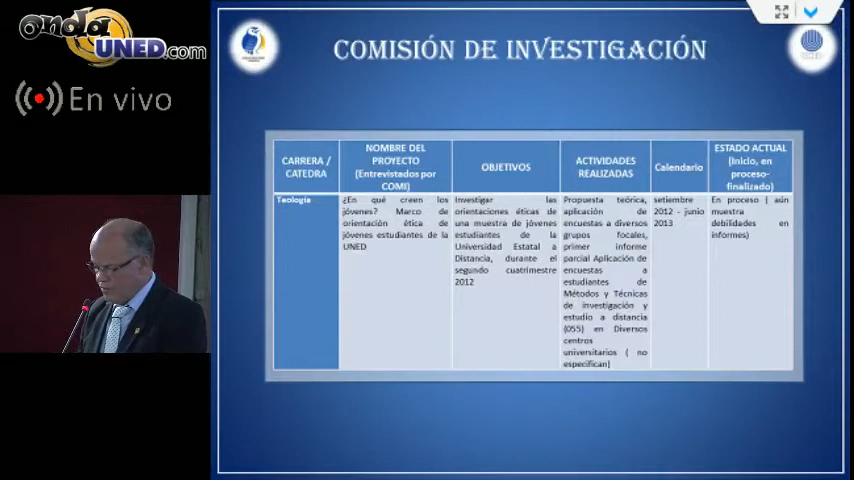 onda
UNED.com
En vivo
COMISIÓN DE INVESTIGACIÓN
CARRERA /
CATEDRA
NOMBRE DEL
PROYECTO
(Entrevistados por
COMI)
OBJETIVOS
ACTIVIDADES
REALIZADAS
Calendario
ESTADO ACTUAL
(Inicio, en
proceso-
finalizado)
Teología
¿En qué creen los
jóvenes? Marco de
orientación ética de
jóvenes estudiantes de la
UNED
Investigar las
orientaciones éticas de
una muestra de jóvenes
estudiantes de la
Universidad Estatal a
Distancia, durante el
segundo cuatrimestre
2012
Propuesta teórica,
aplicación de
encuestas a diversos
grupos focales,
primer informe
parcial Aplicación de
encuestas a
estudiantes de
Métodos y Técnicas
de investigación y
estudio a distancia
(055) en Diversos
centros
universitarios ( no
especifican)
setiembre
2012 - junio
2013
En proceso ( aún
muestra
debilidades en
informes)